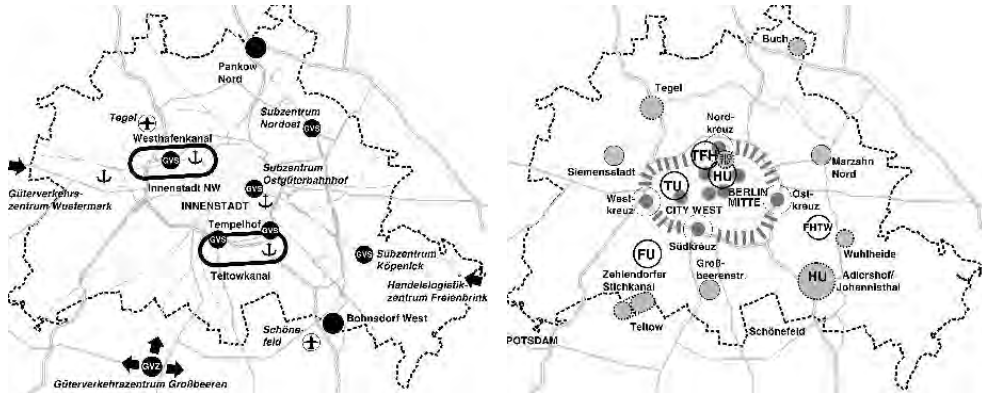 Pankow
Nord
Tegel
Subzentrum
Nordost
GVS
Westhafenkanal
GVS
Innenstadt NW
Güterverkehrs-
zentrum Wustermark
Subzentrum
Ostgüterbahnhof
GVS
INNENSTADT
Tempelhof
GVS
GVS
Teltowkanal
GVS
Subzentrum
Köpenick
Handelslogistik-
zentrum Freienbrink
Bohnsdorf West
Schöne-
feld
GVZ
Güterverkehrszentrum Großbeeren
Buch
Tegel
Nord-
kreuz
TFH
HU
TU
Siemensstadt
Marzahn
Nord
BERLIN
MITTE
West-
kreuz
CITY WEST
Ost-
kreuz
Südkreuz
FHTW
Wuhlheide
FU
Zehlendorfer
Stichkanal
Groß-
beerenstr.
HU
Adlershof/
Johannisthal
Teltow
Schönefeld
POTSDAM